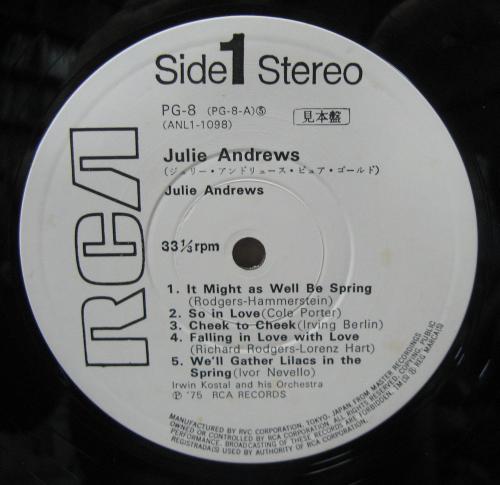 Side 1 Stereo
PG-8 (PG-8-A)⑤
(ANL1-1098)
見本盤
RCA
Julie Andrews
(ジュリー・アンドリュース・ピュア・ゴールド)
Julie Andrews
33⅓ rpm
1. It Might as Well Be Spring
(Rodgers-Hammerstein)
2. So in Love (Cole Porter)
3. Cheek to Cheek (Irving Berlin)
4. Falling in Love with Love
(Richard Rodgers-Lorenz Hart)
5. We'll Gather Lilacs in the
Spring (Ivor Nevello)
Irwin Kostal and his Orchestra
Ⓟ '75 RCA RECORDS
MANUFACTURED BY RVC CORPORATION, TOKYO, JAPAN FROM MASTER RECORDINGS
OWNED OR CONTROLLED BY RCA CORPORATION. ALL RIGHTS RESERVED, COPYING, PUBLIC
PERFORMANCE, BROADCASTING OF THESE RECORDS ARE FORBIDDEN. TM(S) ® REG MARCA(S)
REGISTRADA(S) USED BY AUTHORITY OF RCA CORPORATION.